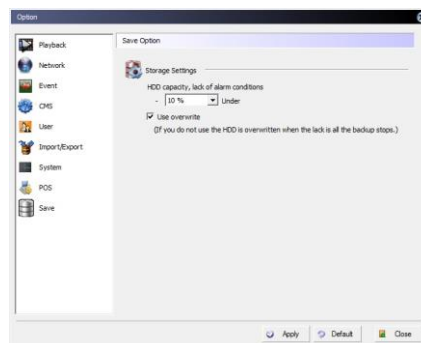 Option
Playback
Network
Event
CMS
User
Import/Export
System
POS
Save
Save Option
Storage Settings
HDD capacity, lack of alarm conditions
- 10 % Under
Use overwrite
(If you do not use the HDD is overwritten when the lack is all the backup stops.)
Apply Default Close